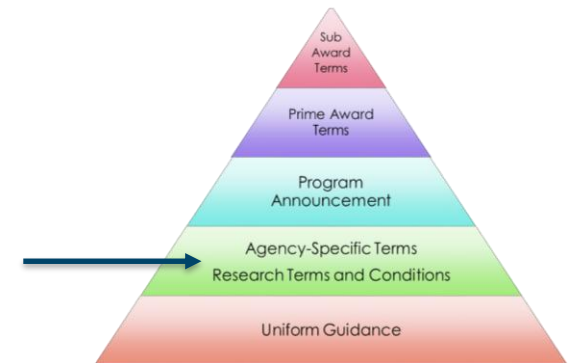 Sub
Award
Terms
Prime Award
Terms
Program
Announcement
Agency-Specific Terms
Research Terms and Conditions
Uniform Guidance